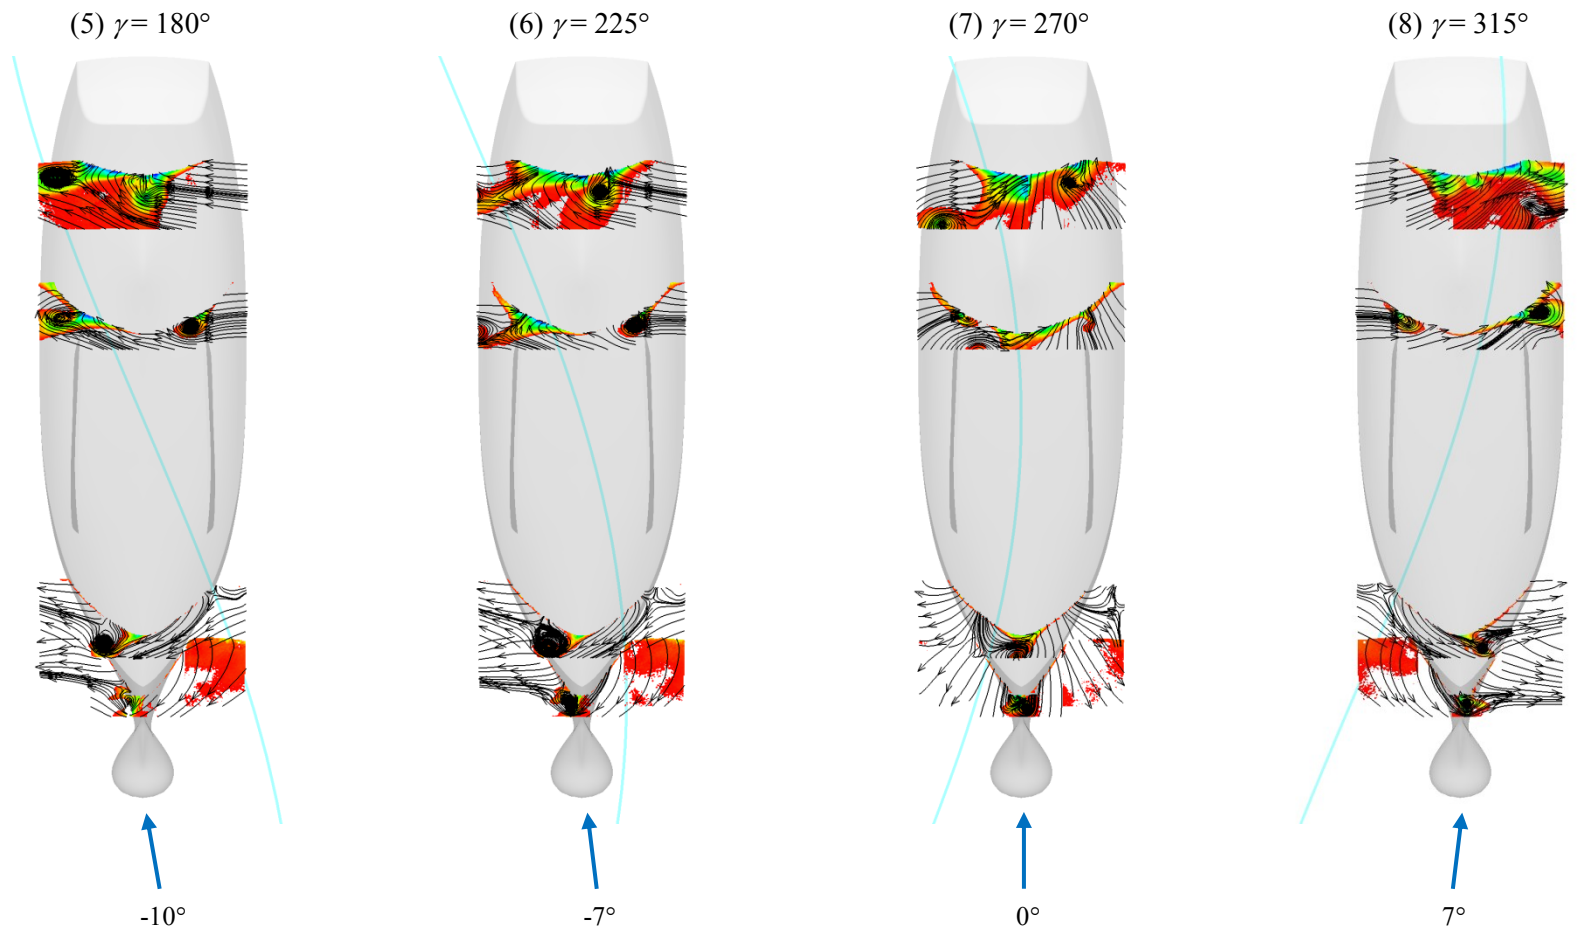 (5) γ = 180°
(6) γ = 225°
(7) γ = 270°
(8) γ = 315°
-10°
-7°
0°
7°